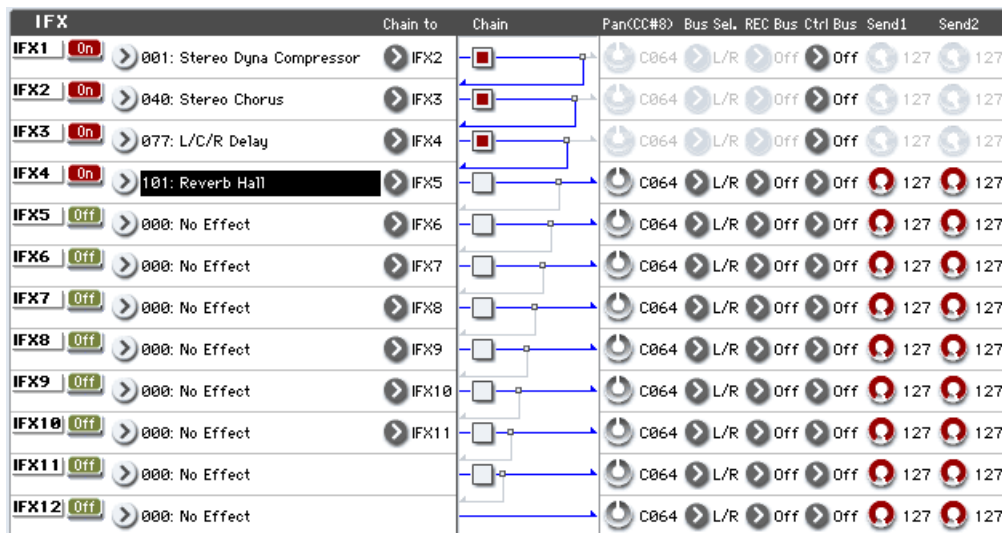 IFX Chain to Chain Pan(CC#8) Bus Sel. REC Bus Ctrl Bus Send1 Send2
IFX1 On 001: Stereo Dyna Compressor IFX2 C064 L/R Off Off 127 127
IFX2 On 040: Stereo Chorus IFX3 C064 L/R Off Off 127 127
IFX3 On 077: L/C/R Delay IFX4 C064 L/R Off Off 127 127
IFX4 On 101: Reverb Hall IFX5 C064 L/R Off Off 127 127
IFX5 Off 000: No Effect IFX6 C064 L/R Off Off 127 127
IFX6 Off 000: No Effect IFX7 C064 L/R Off Off 127 127
IFX7 Off 000: No Effect IFX8 C064 L/R Off Off 127 127
IFX8 Off 000: No Effect IFX9 C064 L/R Off Off 127 127
IFX9 Off 000: No Effect IFX10 C064 L/R Off Off 127 127
IFX10 Off 000: No Effect IFX11 C064 L/R Off Off 127 127
IFX11 Off 000: No Effect C064 L/R Off Off 127 127
IFX12 Off 000: No Effect C064 L/R Off Off 127 127